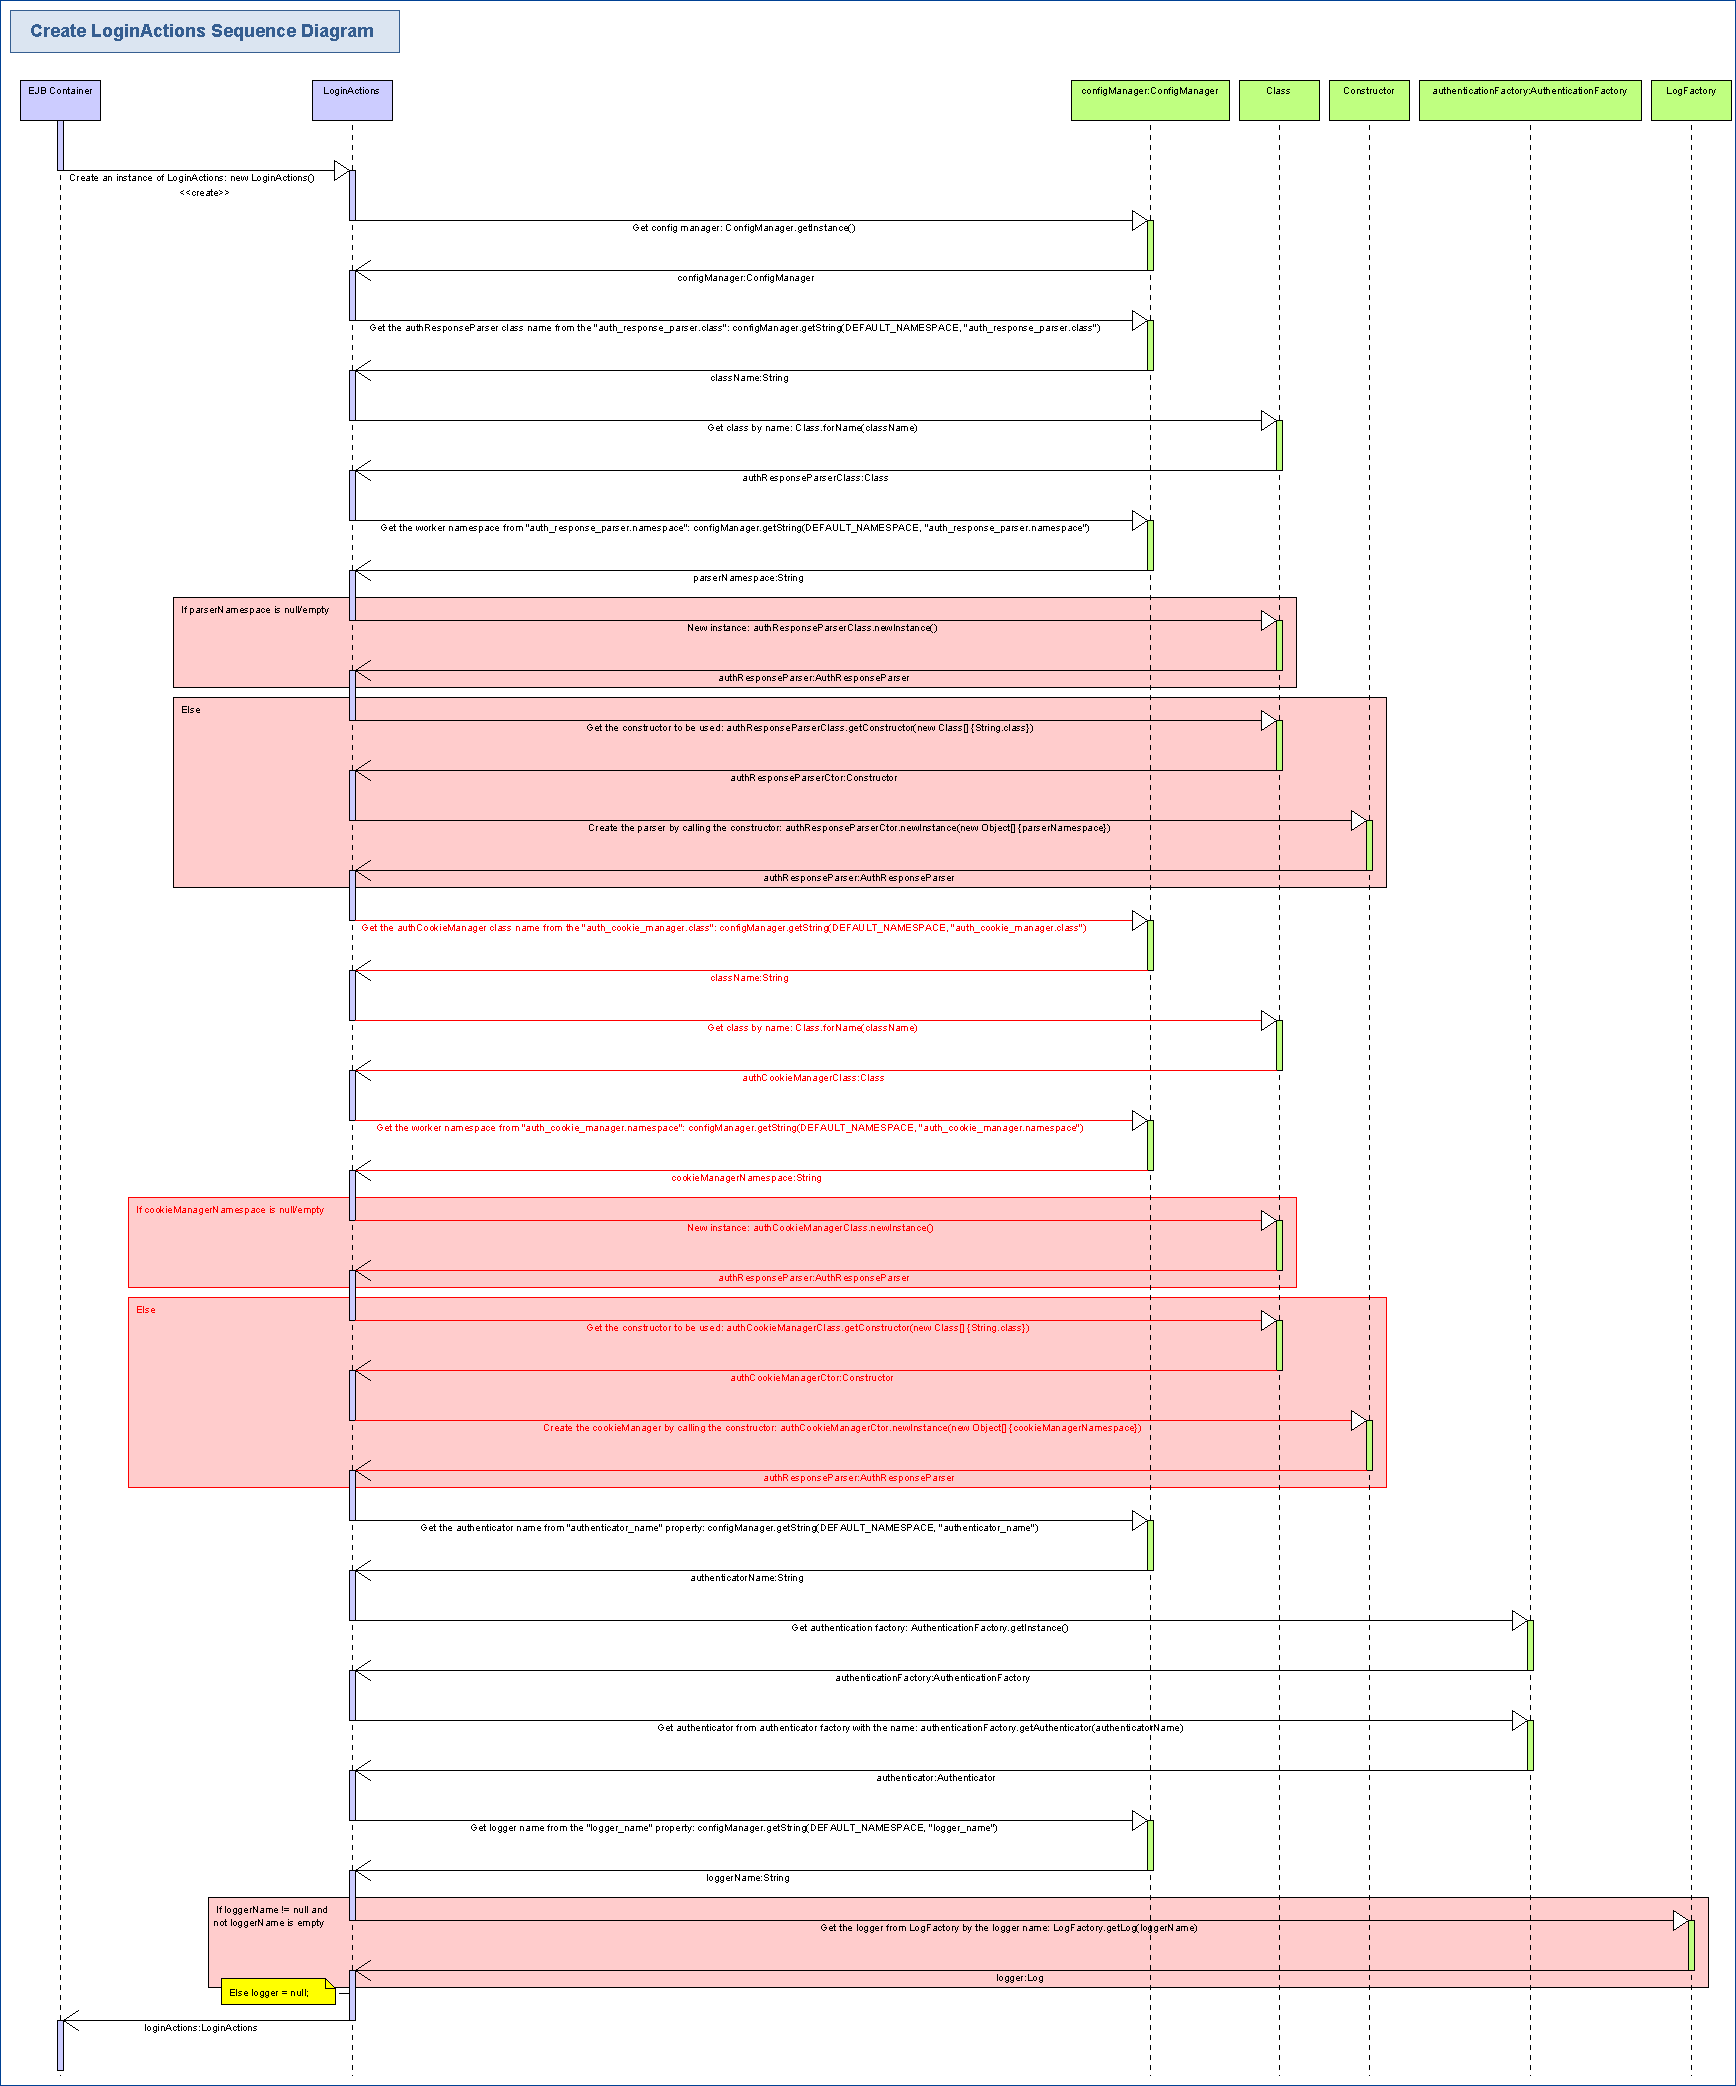 Create LoginActions Sequence Diagram
EJB Container
LoginActions
configManager:ConfigManager
Class
Constructor
authenticationFactory:AuthenticationFactory
LogFactory
Create an instance of LoginActions: new LoginActions()
<<create>>
Get config manager: ConfigManager.getInstance()
configManager:ConfigManager
Get the authResponseParser class name from the "auth_response_parser.class": configManager.getString(DEFAULT_NAMESPACE, "auth_response_parser.class")
className:String
Get class by name: Class.forName(className)
authResponseParserClass:Class
Get the worker namespace from "auth_response_parser.namespace": configManager.getString(DEFAULT_NAMESPACE, "auth_response_parser.namespace")
parserNamespace:String
If parserNamespace is null/empty
New instance: authResponseParserClass.newInstance()
authResponseParser:AuthResponseParser
Else
Get the constructor to be used: authResponseParserClass.getConstructor(new Class[] {String.class})
authResponseParserCtor:Constructor
Create the parser by calling the constructor: authResponseParserCtor.newInstance(new Object[] {parserNamespace})
authResponseParser:AuthResponseParser
Get the authCookieManager class name from the "auth_cookie_manager.class": configManager.getString(DEFAULT_NAMESPACE, "auth_cookie_manager.class")
className:String
Get class by name: Class.forName(className)
authCookieManagerClass:Class
Get the worker namespace from "auth_cookie_manager.namespace": configManager.getString(DEFAULT_NAMESPACE, "auth_cookie_manager.namespace")
cookieManagerNamespace:String
If cookieManagerNamespace is null/empty
New instance: authCookieManagerClass.newInstance()
authResponseParser:AuthResponseParser
Else
Get the constructor to be used: authCookieManagerClass.getConstructor(new Class[] {String.class})
authCookieManagerCtor:Constructor
Create the cookieManager by calling the constructor: authCookieManagerCtor.newInstance(new Object[] {cookieManagerNamespace})
authResponseParser:AuthResponseParser
Get the authenticator name from "authenticator_name" property: configManager.getString(DEFAULT_NAMESPACE, "authenticator_name")
authenticatorName:String
Get authentication factory: AuthenticationFactory.getInstance()
authenticationFactory:AuthenticationFactory
Get authenticator from authenticator factory with the name: authenticationFactory.getAuthenticator(authenticatorName)
authenticator:Authenticator
Get logger name from the "logger_name" property: configManager.getString(DEFAULT_NAMESPACE, "logger_name")
loggerName:String
If loggerName != null and
not loggerName is empty
Get the logger from LogFactory by the logger name: LogFactory.getLog(loggerName)
logger:Log
Else logger = null;
loginActions:LoginActions